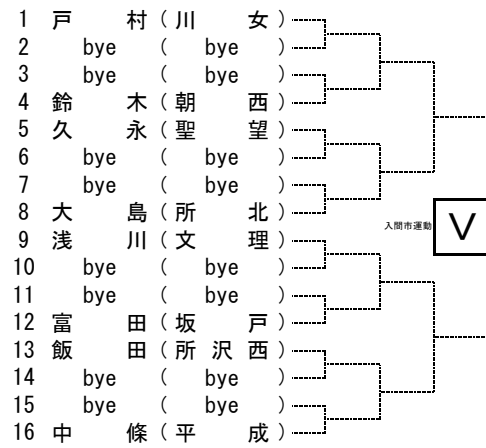 1 戸村（川女）
2 bye （ bye ）
3 bye （ bye ）
4 鈴木（朝西）
5 久永（聖望）
6 bye （ bye ）
7 bye （ bye ）
8 大島（所北）
入間市運動
V
9 浅川（文理）
10 bye （ bye ）
11 bye （ bye ）
12 富田（坂戸）
13 飯田（所沢西）
14 bye （ bye ）
15 bye （ bye ）
16 中條（平成）